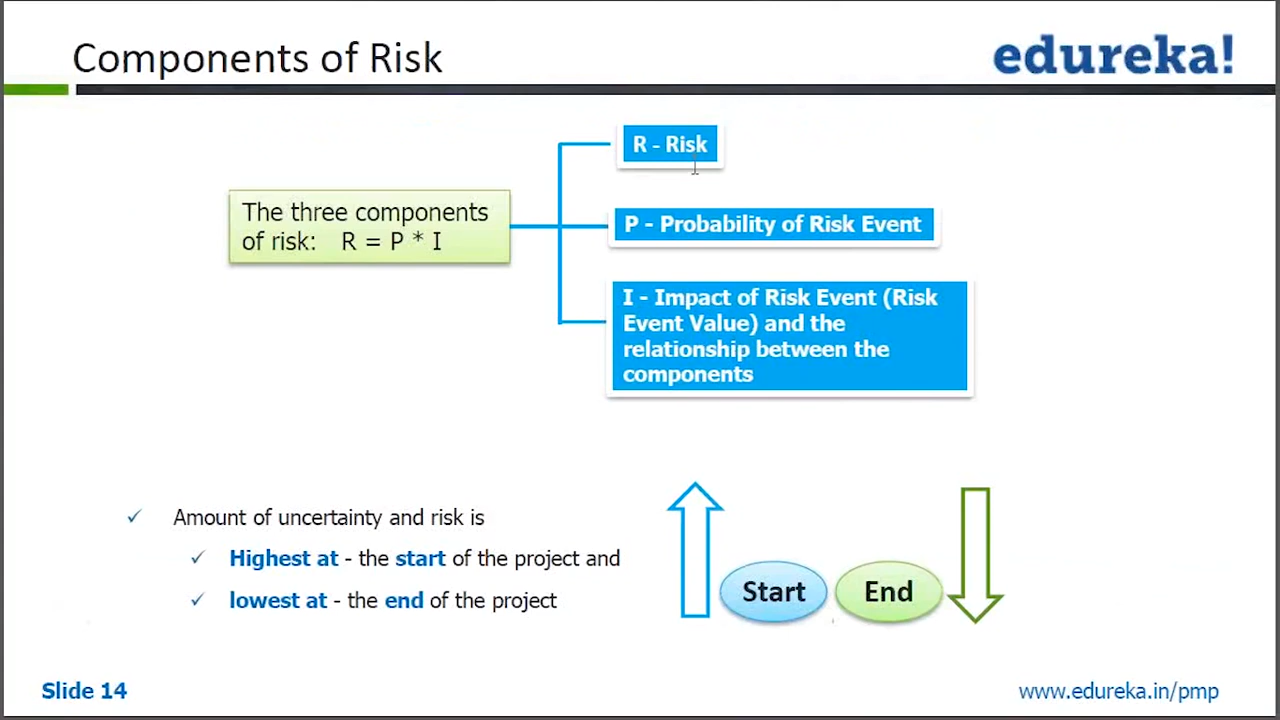 Components of Risk
edureka!
R - Risk
The three components
of risk: R = P * I
P - Probability of Risk Event
I - Impact of Risk Event (Risk
Event Value) and the
relationship between the
components
Amount of uncertainty and risk is
Highest at - the start of the project and
lowest at - the end of the project
Start
End
Slide 14
www.edureka.in/pmp